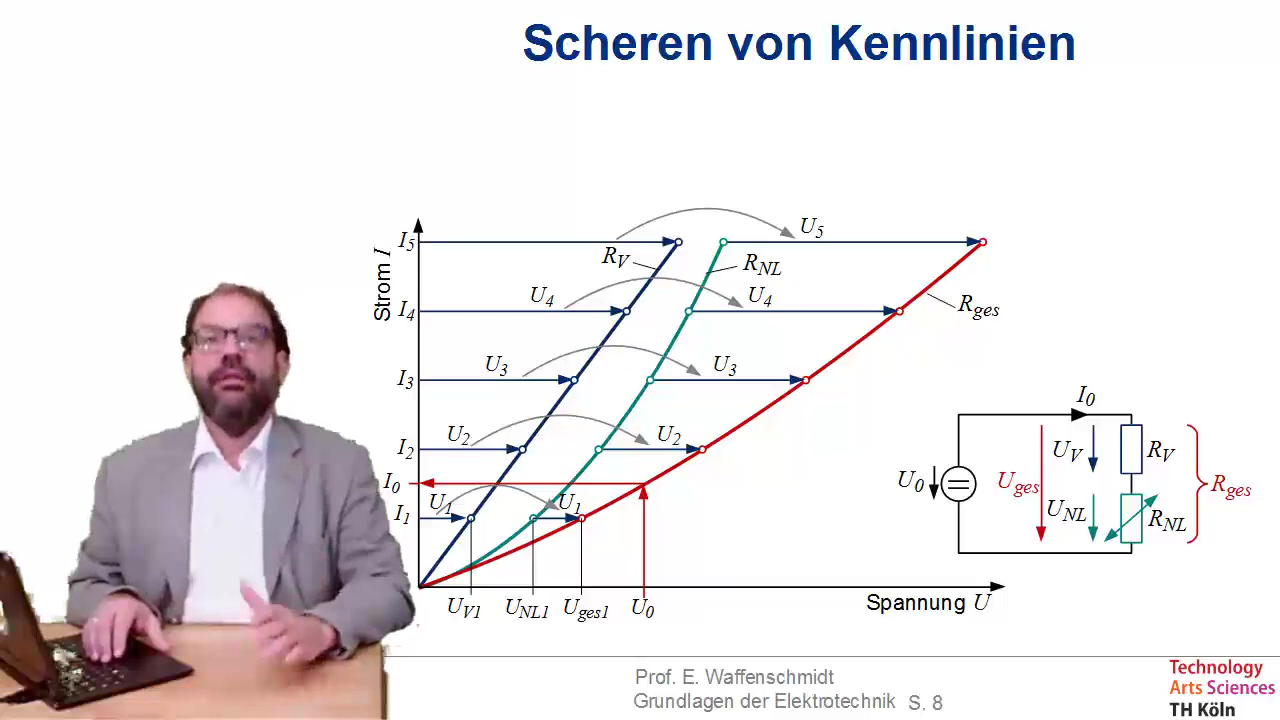 Scheren von Kennlinien
Strom I
I5
I4
I3
I2
I0
I1
U5
U4
U4
U3
U3
U2
U2
U1
U1
RV
RNL
Rges
UV1
UNL1
Uges1
U0
Spannung U
I0
U0
Uges
UV
RV
UNL
RNL
Rges
Prof. E. Waffenschmidt
Grundlagen der Elektrotechnik S. 8
Technology
Arts Sciences
TH Köln